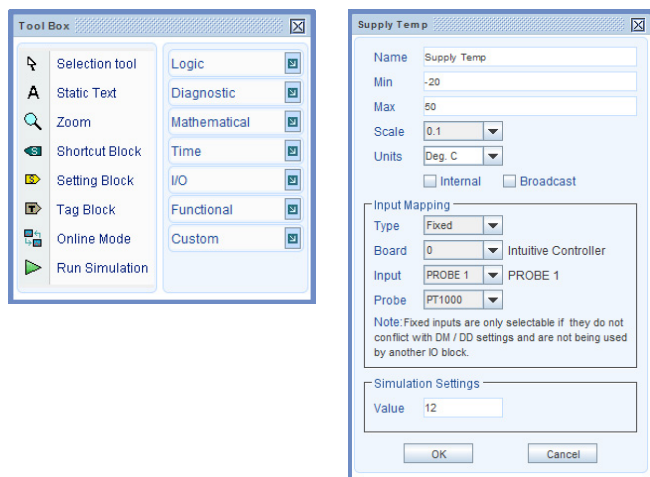 Tool Box
Selection tool
A Static Text
Zoom
S Shortcut Block
S Setting Block
T Tag Block
Online Mode
Run Simulation
Logic
Diagnostic
Mathematical
Time
I/O
Functional
Custom
Supply Temp
Name Supply Temp
Min -20
Max 50
Scale 0.1
Units Deg. C
Internal Broadcast
Input Mapping
Type Fixed
Board 0 Intuitive Controller
Input PROBE 1 PROBE 1
Probe PT1000
Note:Fixed inputs are only selectable if they do not
conflict with DM / DD settings and are not being used
by another IO block.
Simulation Settings
Value 12
OK Cancel